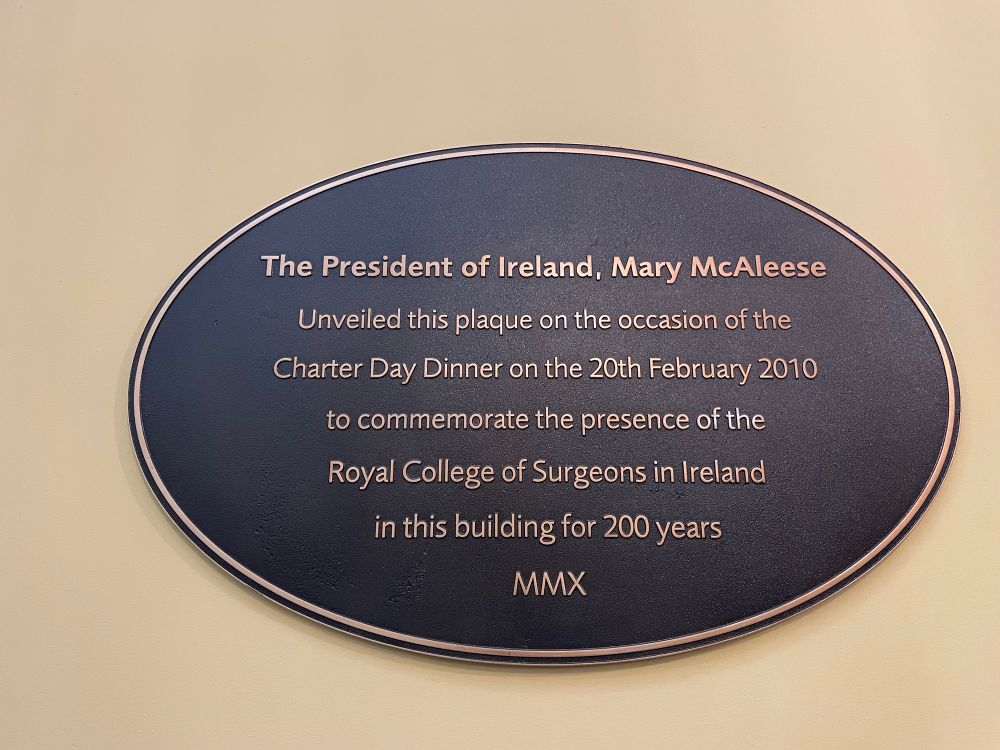 The President of Ireland, Mary McAleese
Unveiled this plaque on the occasion of the
Charter Day Dinner on the 20th February 2010
to commemorate the presence of the
Royal College of Surgeons in Ireland
in this building for 200 years
MMX